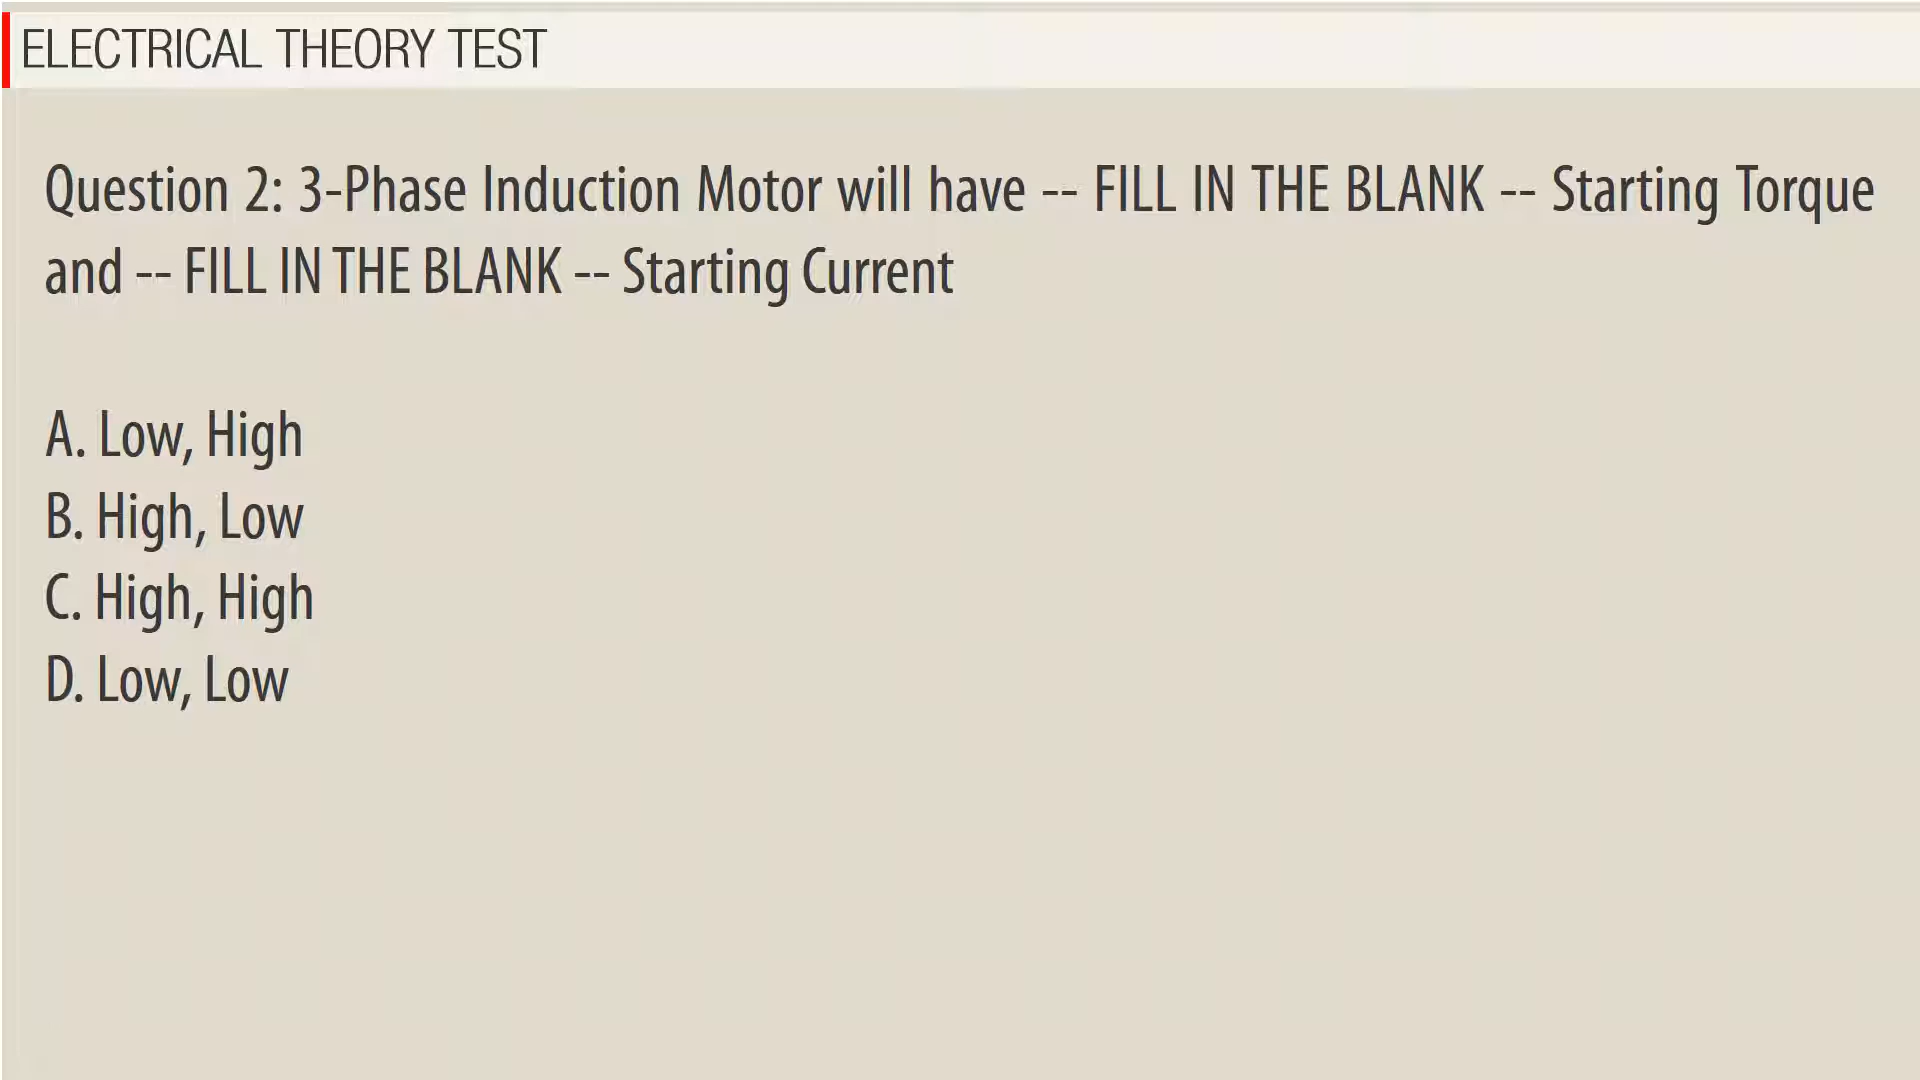 ELECTRICAL THEORY TEST
Question 2: 3-Phase Induction Motor will have -- FILL IN THE BLANK -- Starting Torque
and -- FILL IN THE BLANK -- Starting Current
A. Low, High
B. High, Low
C. High, High
D. Low, Low